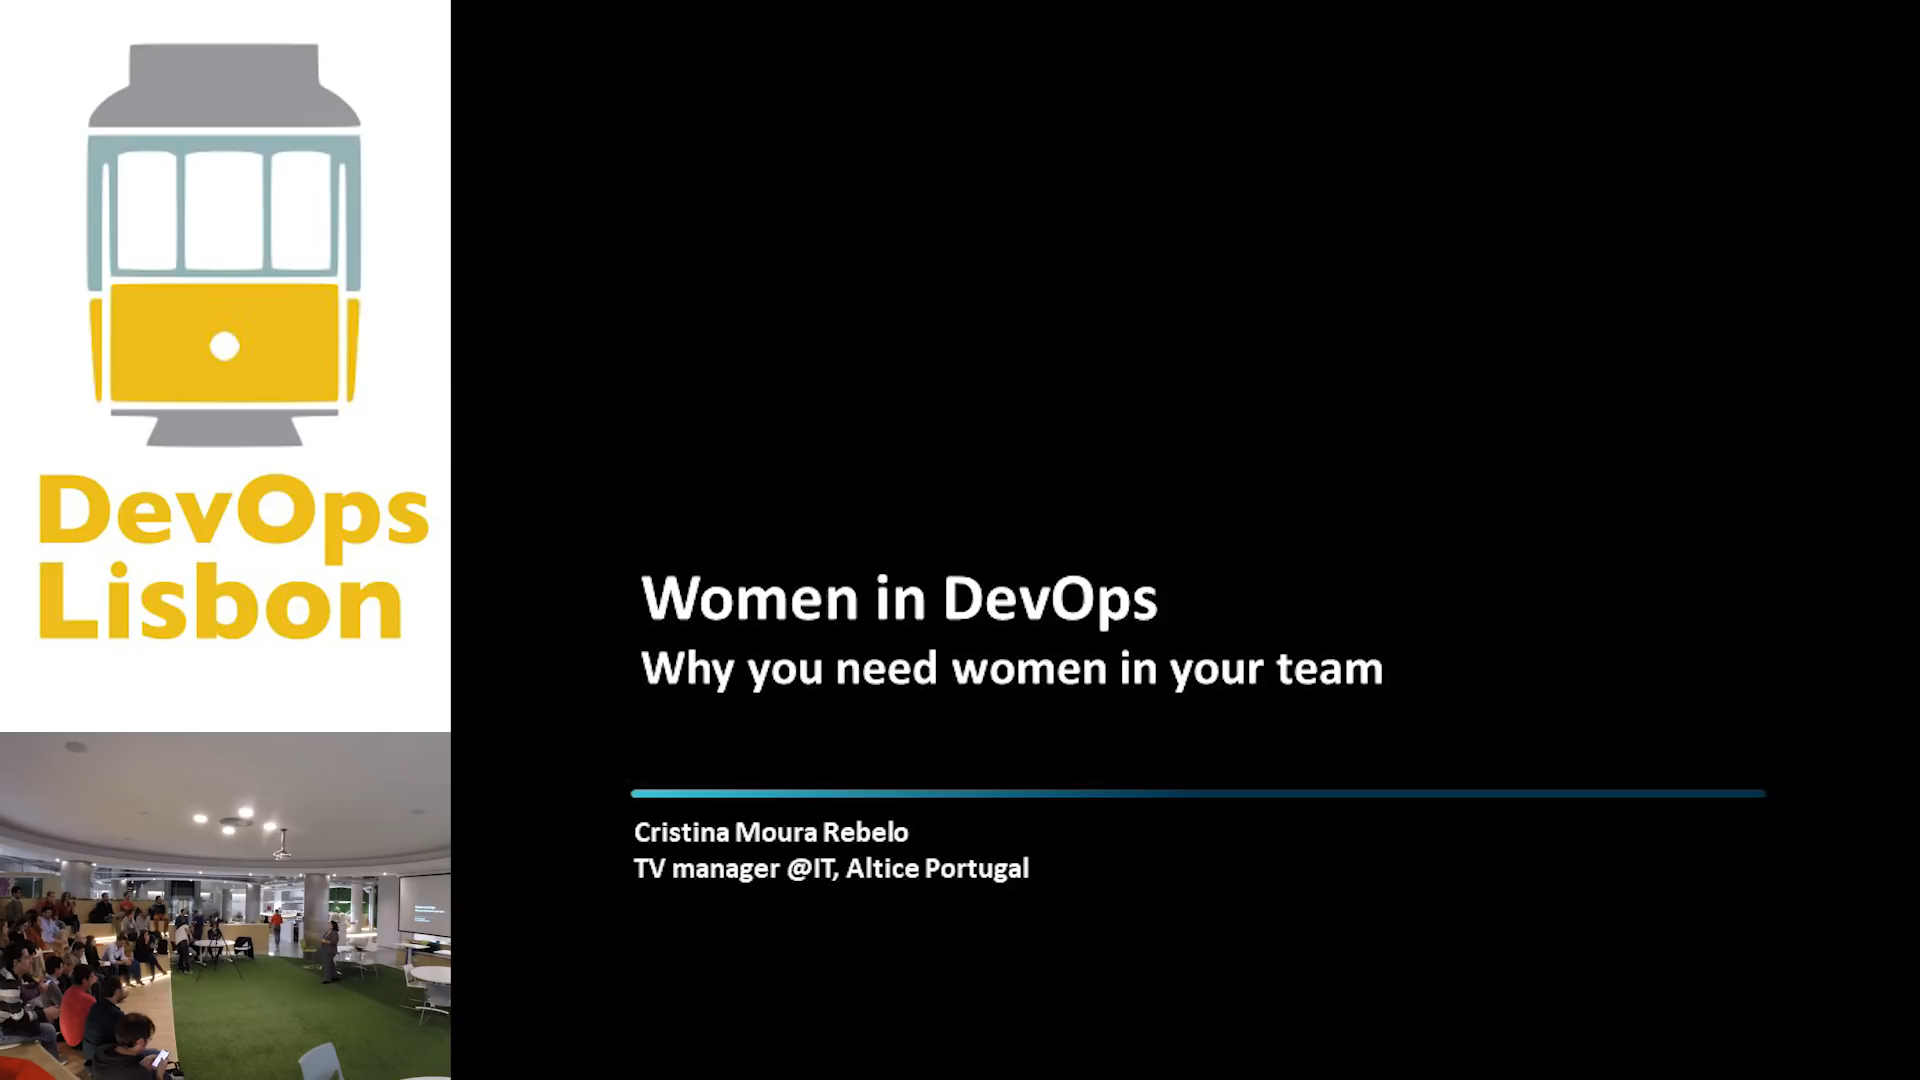 DevOps
Lisbon
Women in DevOps
Why you need women in your team
Cristina Moura Rebelo
TV manager @IT, Altice Portugal